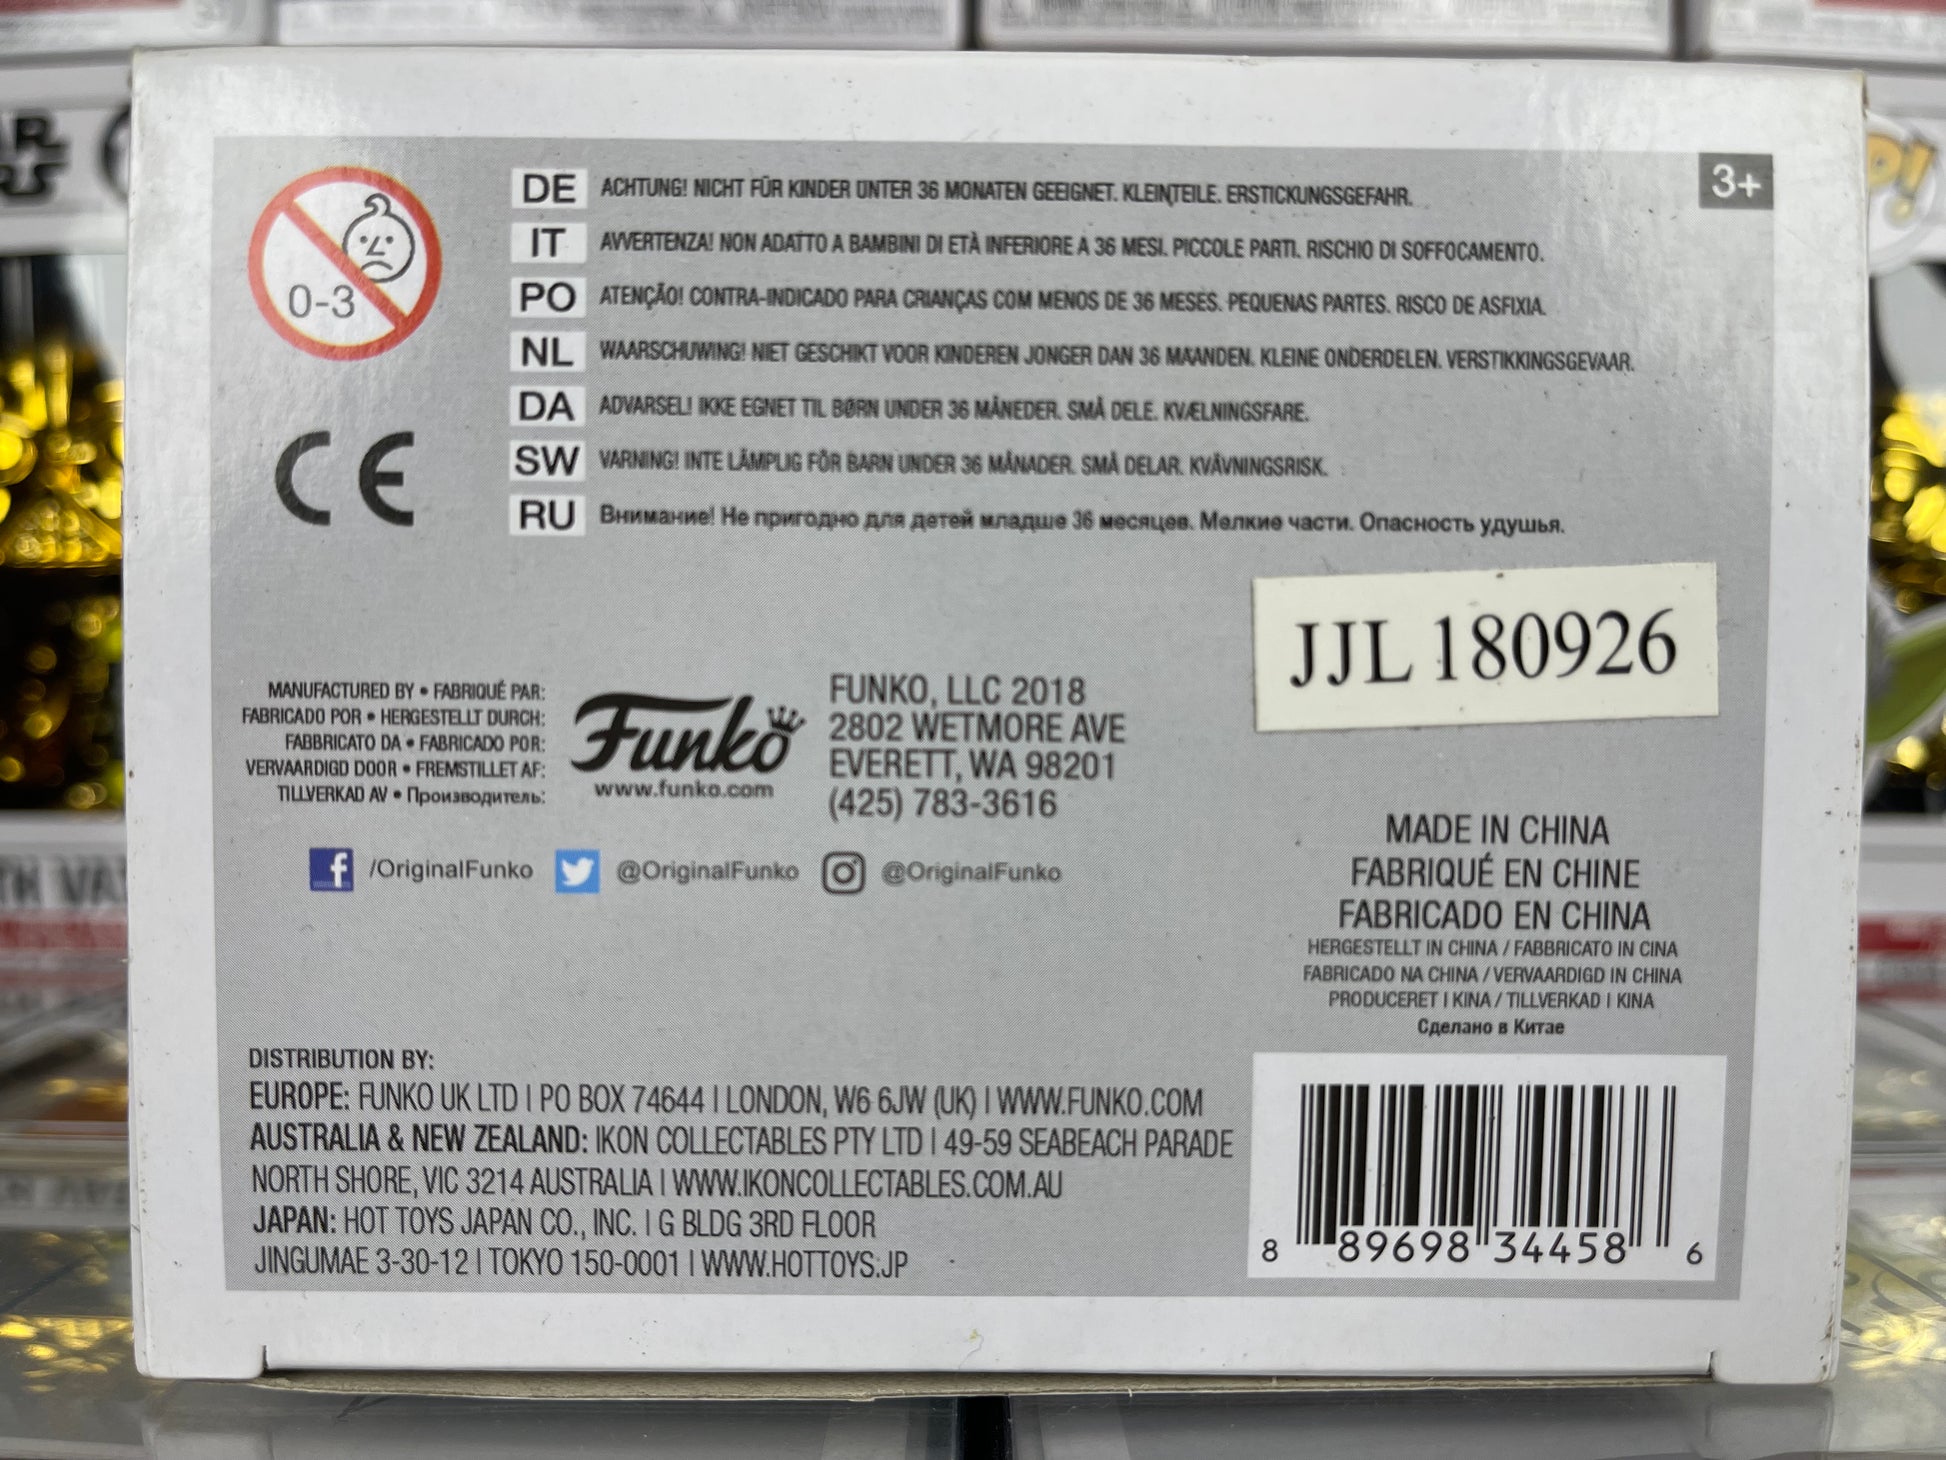 3+
0-3
DE ACHTUNG! NICHT FÜR KINDER UNTER 36 MONATEN GEEIGNET. KLEINTEILE. ERSTICKUNGSGEFAHR.
IT AVVERTENZA! NON ADATTO A BAMBINI DI ETÀ INFERIORE A 36 MESI. PICCOLE PARTI. RISCHIO DI SOFFOCAMENTO.
PO ATENÇÃO! CONTRA-INDICADO PARA CRIANÇAS COM MENOS DE 36 MESES. PEQUENAS PARTES. RISCO DE ASFIXIA.
NL WAARSCHUWING! NIET GESCHIKT VOOR KINDEREN JONGER DAN 36 MAANDEN. KLEINE ONDERDELEN. VERSTIKKINGSGEVAAR.
DA ADVARSEL! IKKE EGNET TIL BØRN UNDER 36 MÅNEDER. SMÅ DELE. KVÆLNINGSFARE.
SW VARNING! INTE LÄMPLIG FÖR BARN UNDER 36 MÅNADER. SMÅ DELAR. KVÄVNINGSRISK.
RU Внимание! Не пригодно для детей младше 36 месяцев. Мелкие части. Опасность удушья.
CE
JJL 180926
MANUFACTURED BY • FABRIQUÉ PAR:
FABRICADO POR • HERGESTELLT DURCH:
FABBRICATO DA • FABRICADO POR:
VERVAARDIGD DOOR • FREMSTILLET AF:
TILLVERKAD AV • Производитель:
Funko
www.funko.com
FUNKO, LLC 2018
2802 WETMORE AVE
EVERETT, WA 98201
(425) 783-3616
f /OriginalFunko @OriginalFunko @OriginalFunko
MADE IN CHINA
FABRIQUÉ EN CHINE
FABRICADO EN CHINA
HERGESTELLT IN CHINA / FABBRICATO IN CINA
FABRICADO NA CHINA / VERVAARDIGD IN CHINA
PRODUCERET I KINA / TILLVERKAD I KINA
Сделано в Китае
DISTRIBUTION BY:
EUROPE: FUNKO UK LTD | PO BOX 74644 | LONDON, W6 6JW (UK) | WWW.FUNKO.COM
AUSTRALIA & NEW ZEALAND: IKON COLLECTABLES PTY LTD | 49-59 SEABEACH PARADE
NORTH SHORE, VIC 3214 AUSTRALIA | WWW.IKONCOLLECTABLES.COM.AU
JAPAN: HOT TOYS JAPAN CO., INC. | G BLDG 3RD FLOOR
JINGUMAE 3-30-12 | TOKYO 150-0001 | WWW.HOTTOYS.JP
8 89698 34458 6